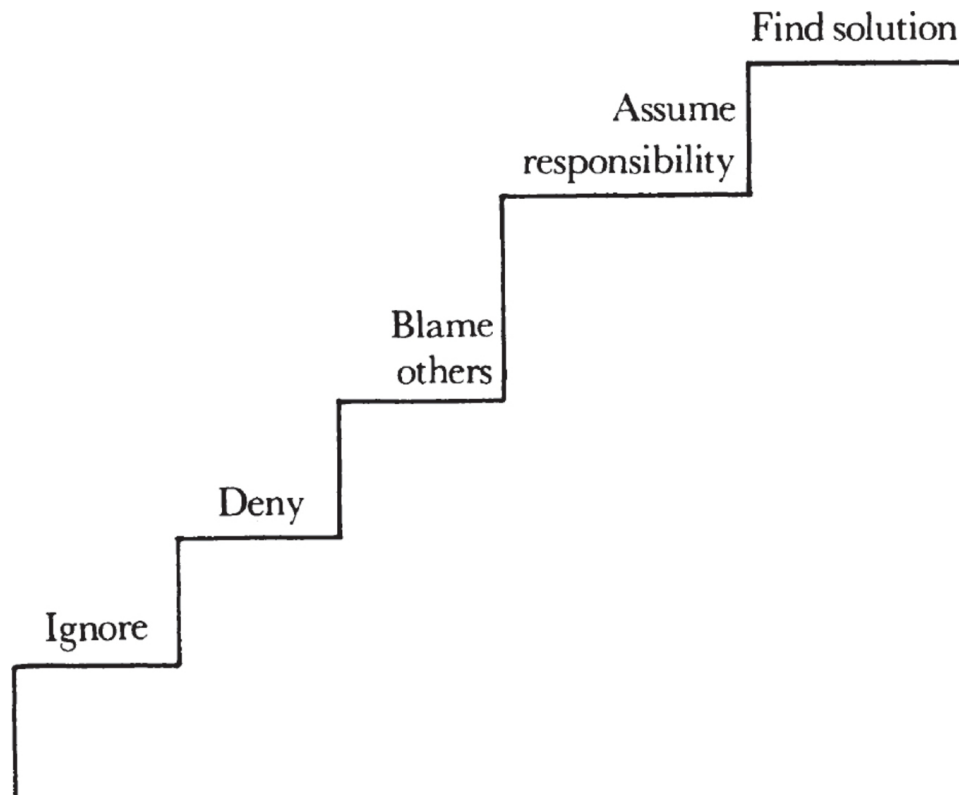 Find solution
Assume
responsibility
Blame
others
Deny
Ignore